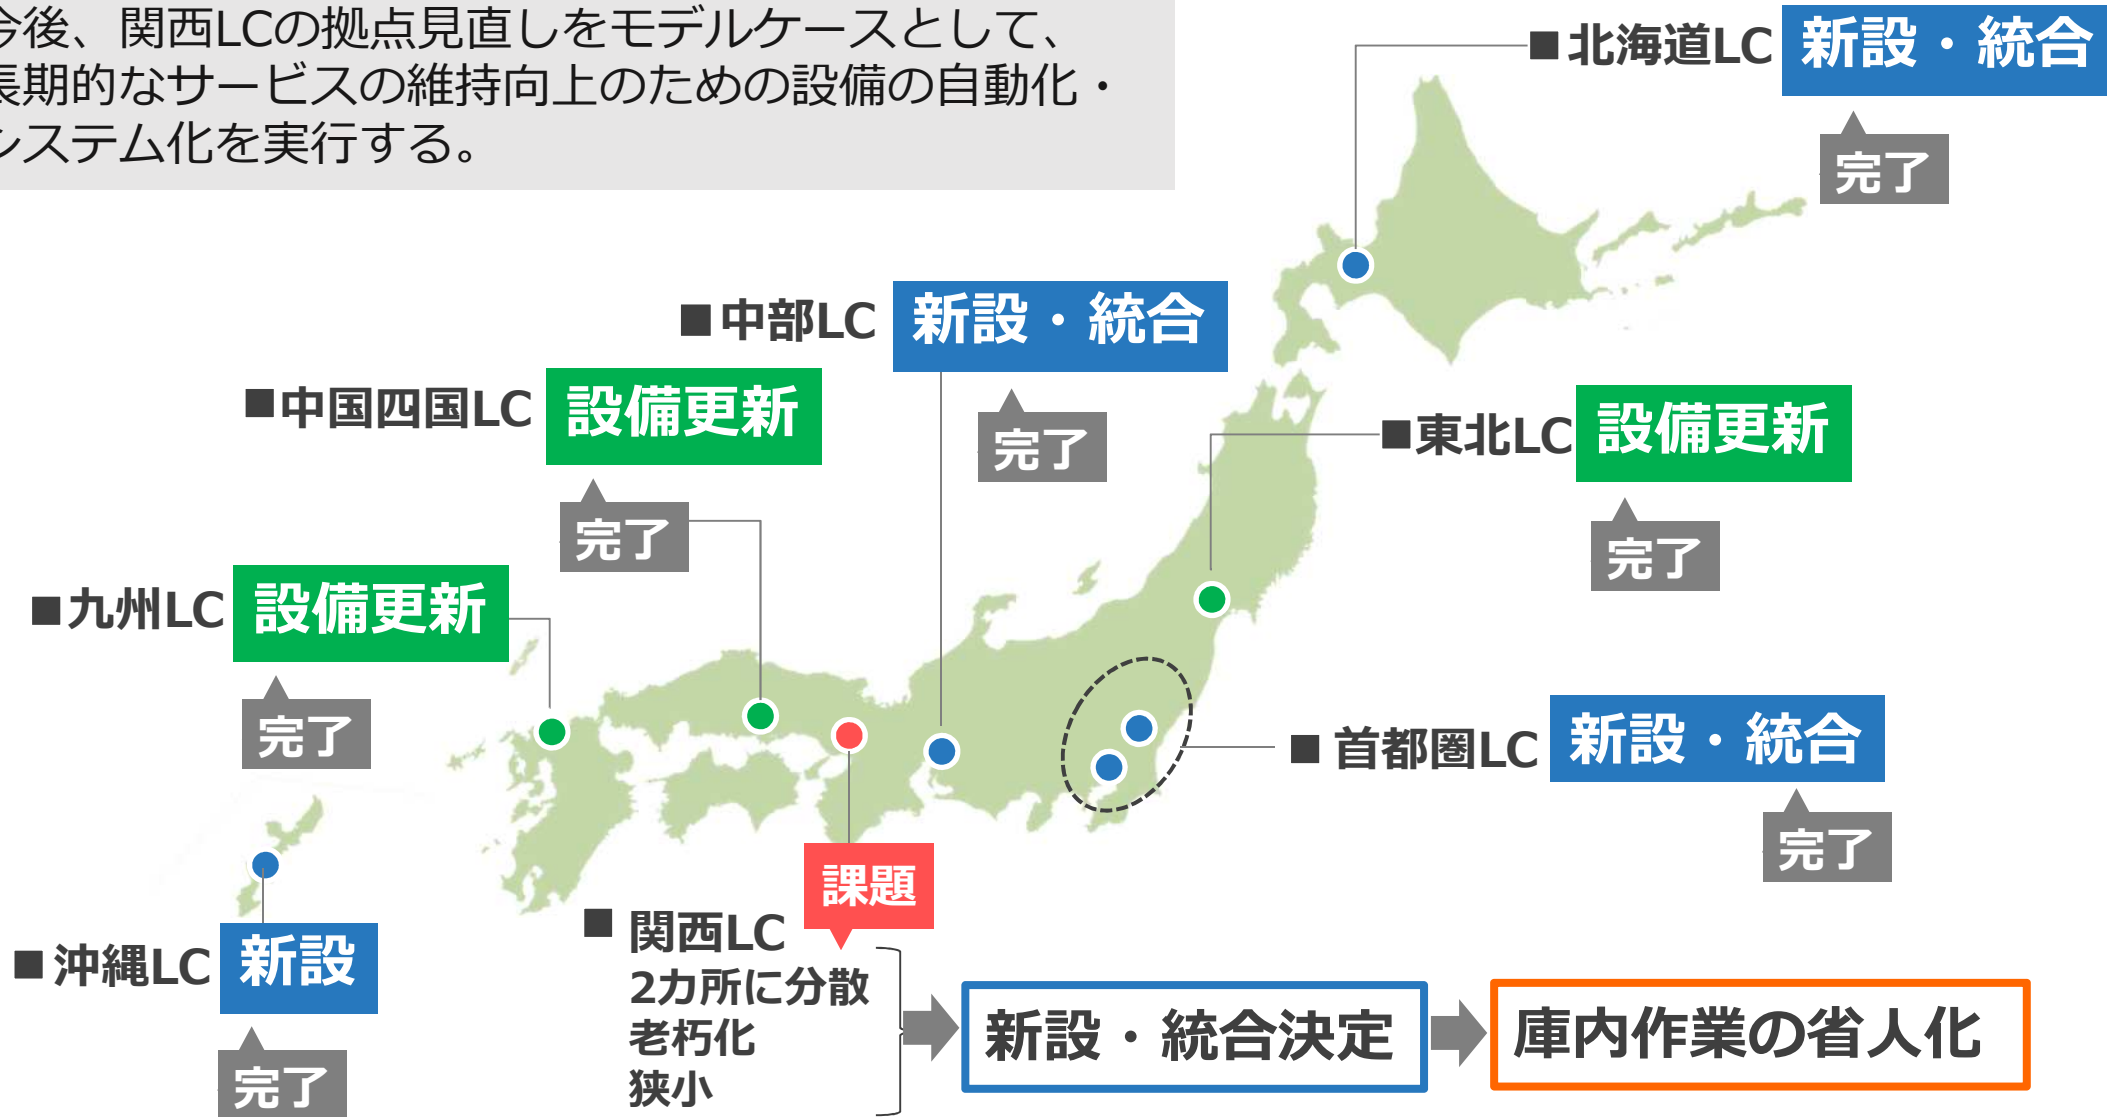 今後、関西LCの拠点見直しをモデルケースとして、
長期的なサービスの維持向上のための設備の自動化・
システム化を実行する。
■北海道LC 新設・統合
完了
■中部LC 新設・統合
完了
■中国四国LC 設備更新
完了
■東北LC 設備更新
完了
■九州LC 設備更新
完了
■首都圏LC 新設・統合
完了
課題
■関西LC
2カ所に分散
老朽化
狭小
新設・統合決定
庫内作業の省人化
■沖縄LC 新設
完了